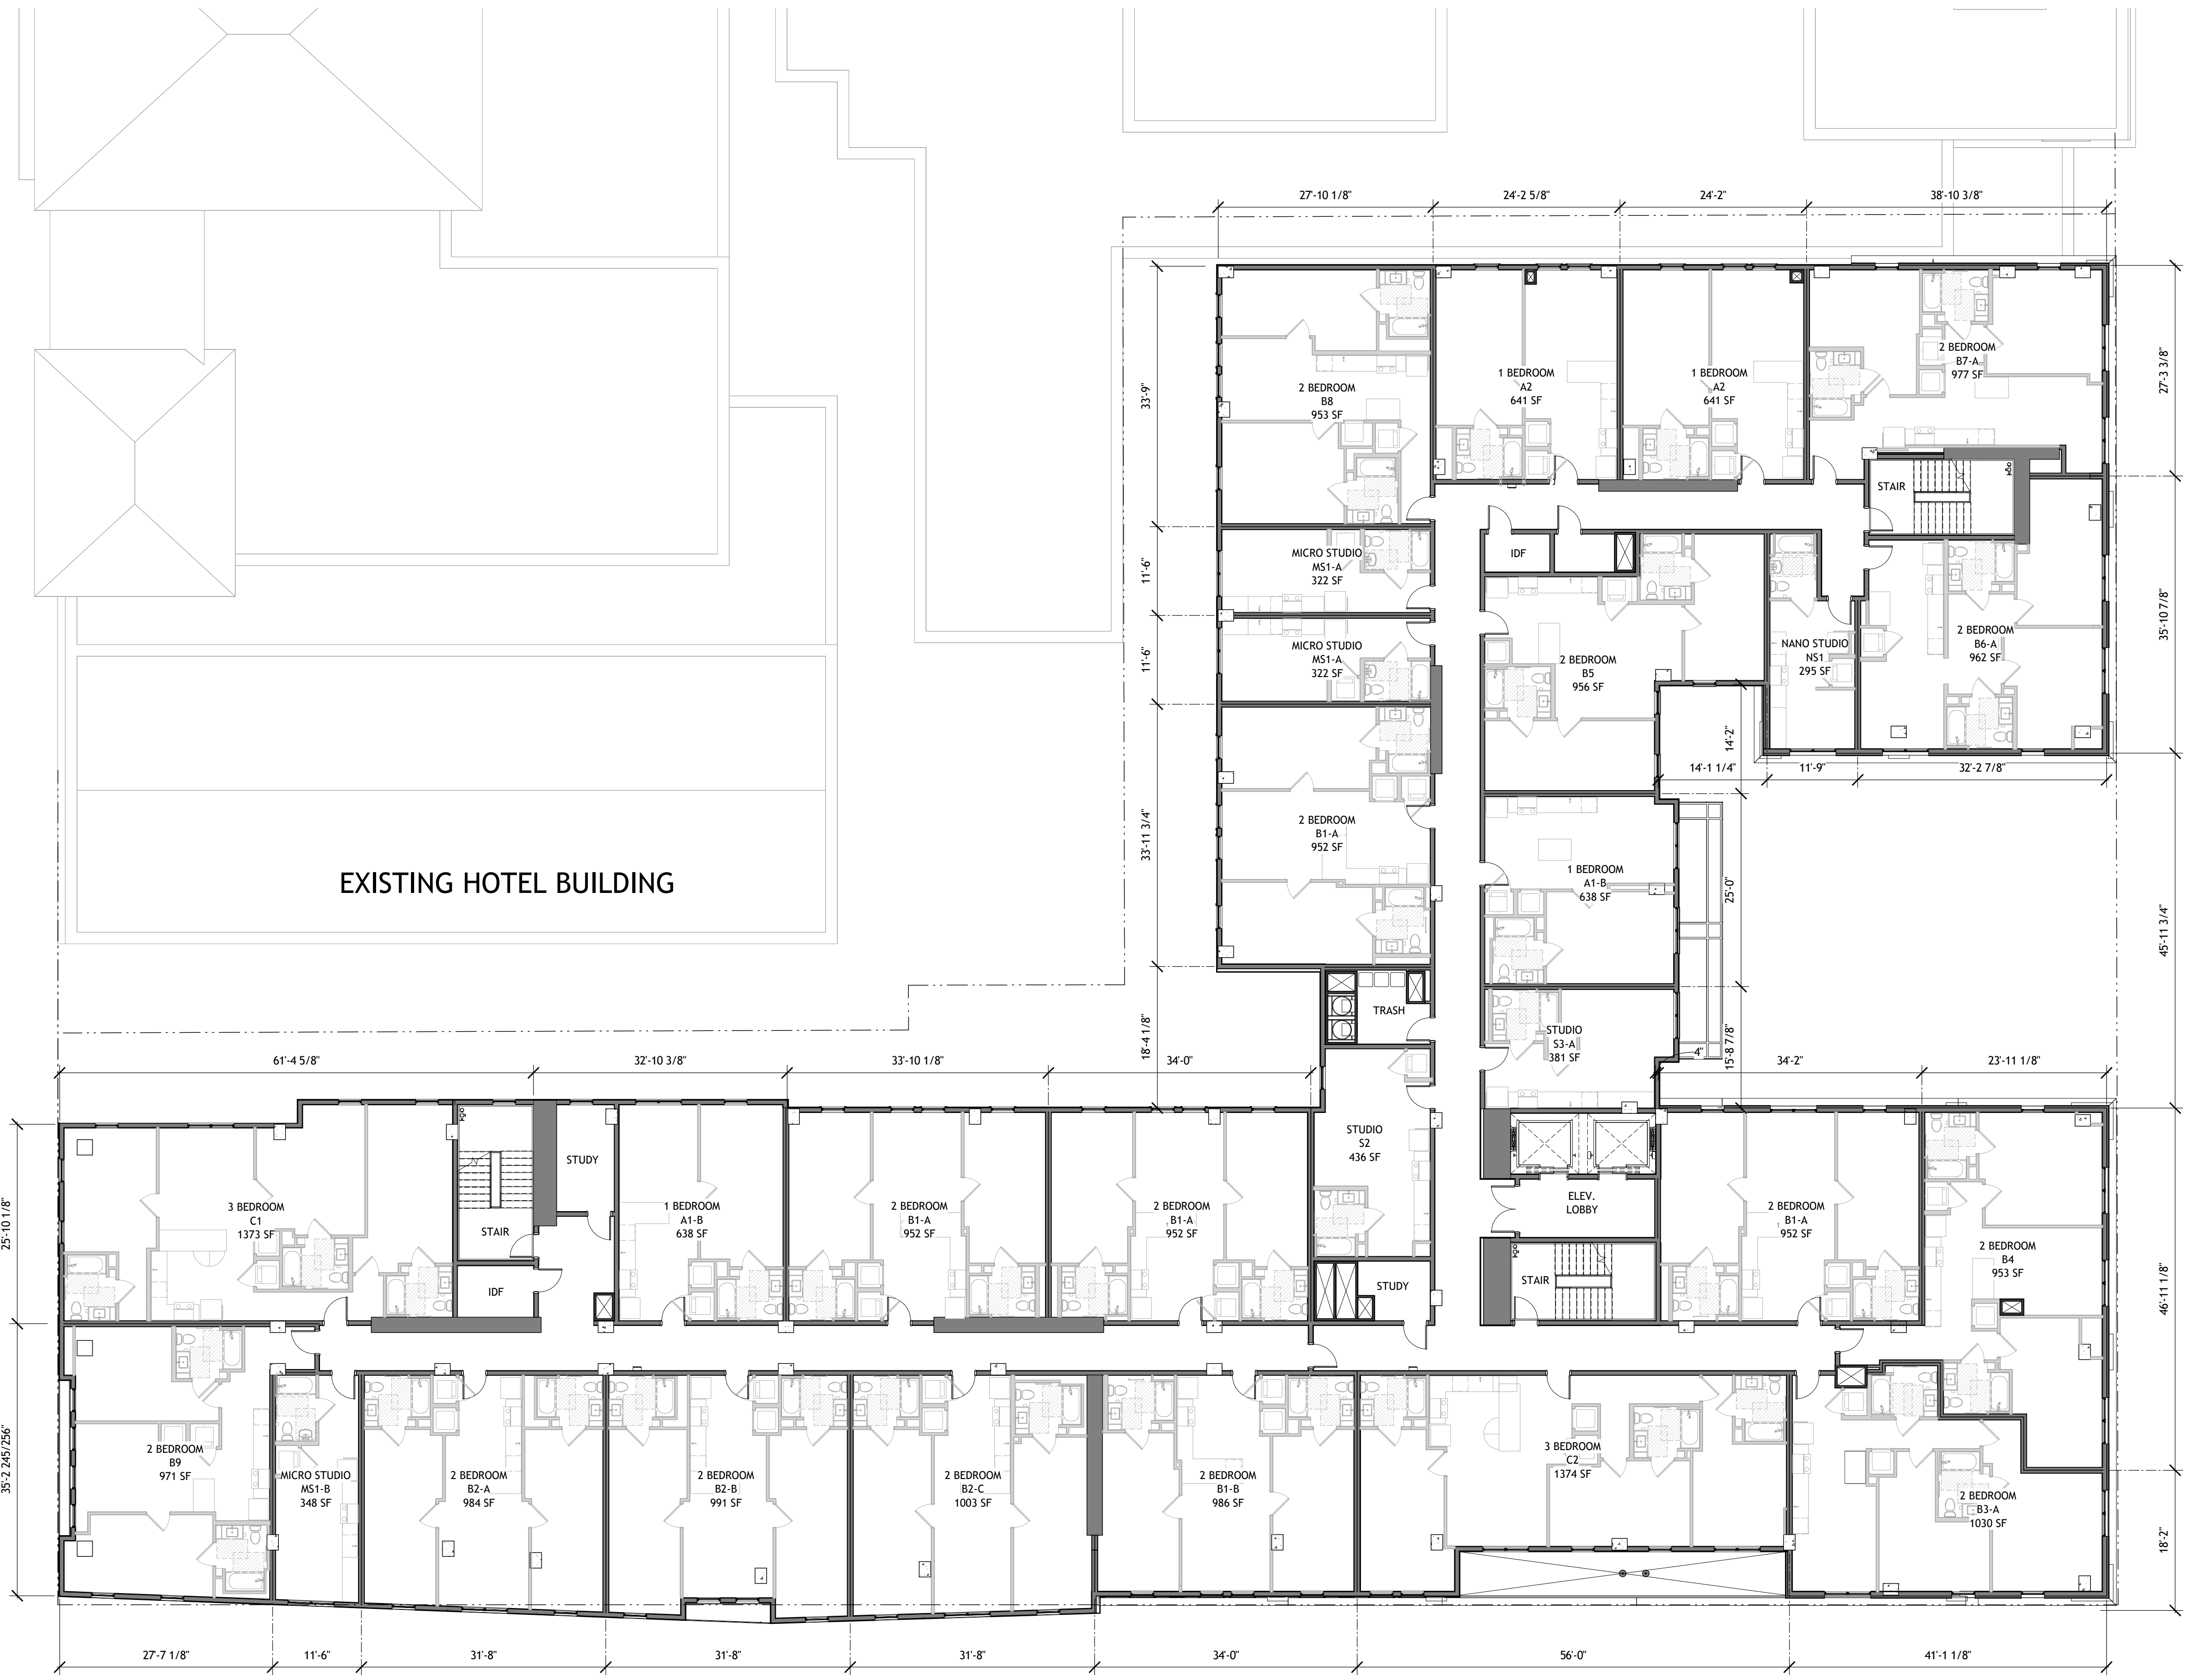 27'-10 1/8"
24'-2 5/8"
24'-2"
38'-10 3/8"
33'-9"
11'-6"
11'-6"
33'-11 3/4"
18'-4 1/8"
27'-3 3/8"
35'-10 7/8"
45'-11 3/4"
46'-11 1/8"
18'-2"
2 BEDROOM
B8
953 SF
1 BEDROOM
A2
641 SF
1 BEDROOM
A2
641 SF
2 BEDROOM
B7-A
977 SF
STAIR
IDF
MICRO STUDIO
MS1-A
322 SF
MICRO STUDIO
MS1-A
322 SF
2 BEDROOM
B5
956 SF
NANO STUDIO
NS1
295 SF
2 BEDROOM
B6-A
962 SF
14'-2"
14'-1 1/4"
11'-9"
32'-2 7/8"
2 BEDROOM
B1-A
952 SF
1 BEDROOM
A1-B
638 SF
25'-0"
EXISTING HOTEL BUILDING
TRASH
STUDIO
S3-A
381 SF
15'-8 7/8"
4"
34'-2"
23'-11 1/8"
61'-4 5/8"
32'-10 3/8"
33'-10 1/8"
34'-0"
25'-10 1/8"
35'-2 245/256"
3 BEDROOM
C1
1373 SF
STAIR
IDF
STUDY
1 BEDROOM
A1-B
638 SF
2 BEDROOM
B1-A
952 SF
2 BEDROOM
B1-A
952 SF
STUDIO
S2
436 SF
STUDY
ELEV.
LOBBY
STAIR
2 BEDROOM
B1-A
952 SF
2 BEDROOM
B4
953 SF
2 BEDROOM
B9
971 SF
MICRO STUDIO
MS1-B
348 SF
2 BEDROOM
B2-A
984 SF
2 BEDROOM
B2-B
991 SF
2 BEDROOM
B2-C
1003 SF
2 BEDROOM
B1-B
986 SF
3 BEDROOM
C2
1374 SF
2 BEDROOM
B3-A
1030 SF
27'-7 1/8"
11'-6"
31'-8"
31'-8"
31'-8"
34'-0"
56'-0"
41'-1 1/8"